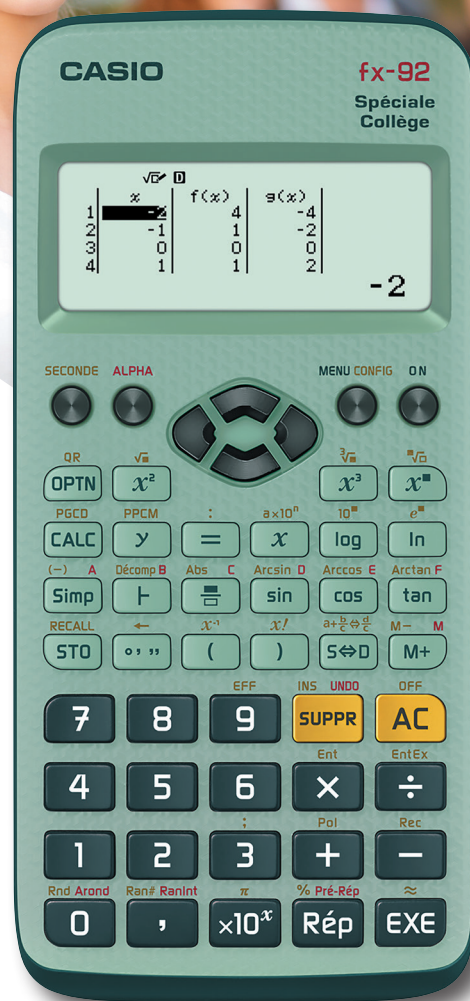 CASIO fx-92
Spéciale
Collège
√▭ D
x f(x) g(x)
1 -2 4 -4
2 -1 1 -2
3 0 0 0
4 1 1 2
-2
SECONDE ALPHA MENU CONFIG ON
QR √■ ³√■ ■√□
OPTN x² x³ x■
PGCD PPCM : a×10ⁿ 10■ e■
CALC y = x log ln
(−) A Décomp B Abs C Arcsin D Arccos E Arctan F
Simp ⊢ sin cos tan
RECALL ← x⁻¹ x! a+b/c⇔d/c M− M
STO °, „ ( ) S⇔D M+
EFF INS UNDO OFF
7 8 9 SUPPR AC
Ent EntEx
4 5 6 × ÷
; Pol Rec
1 2 3 + −
Rnd Arond Ran# RanInt π % Pré-Rép ≈
0 , ×10ˣ Rép EXE